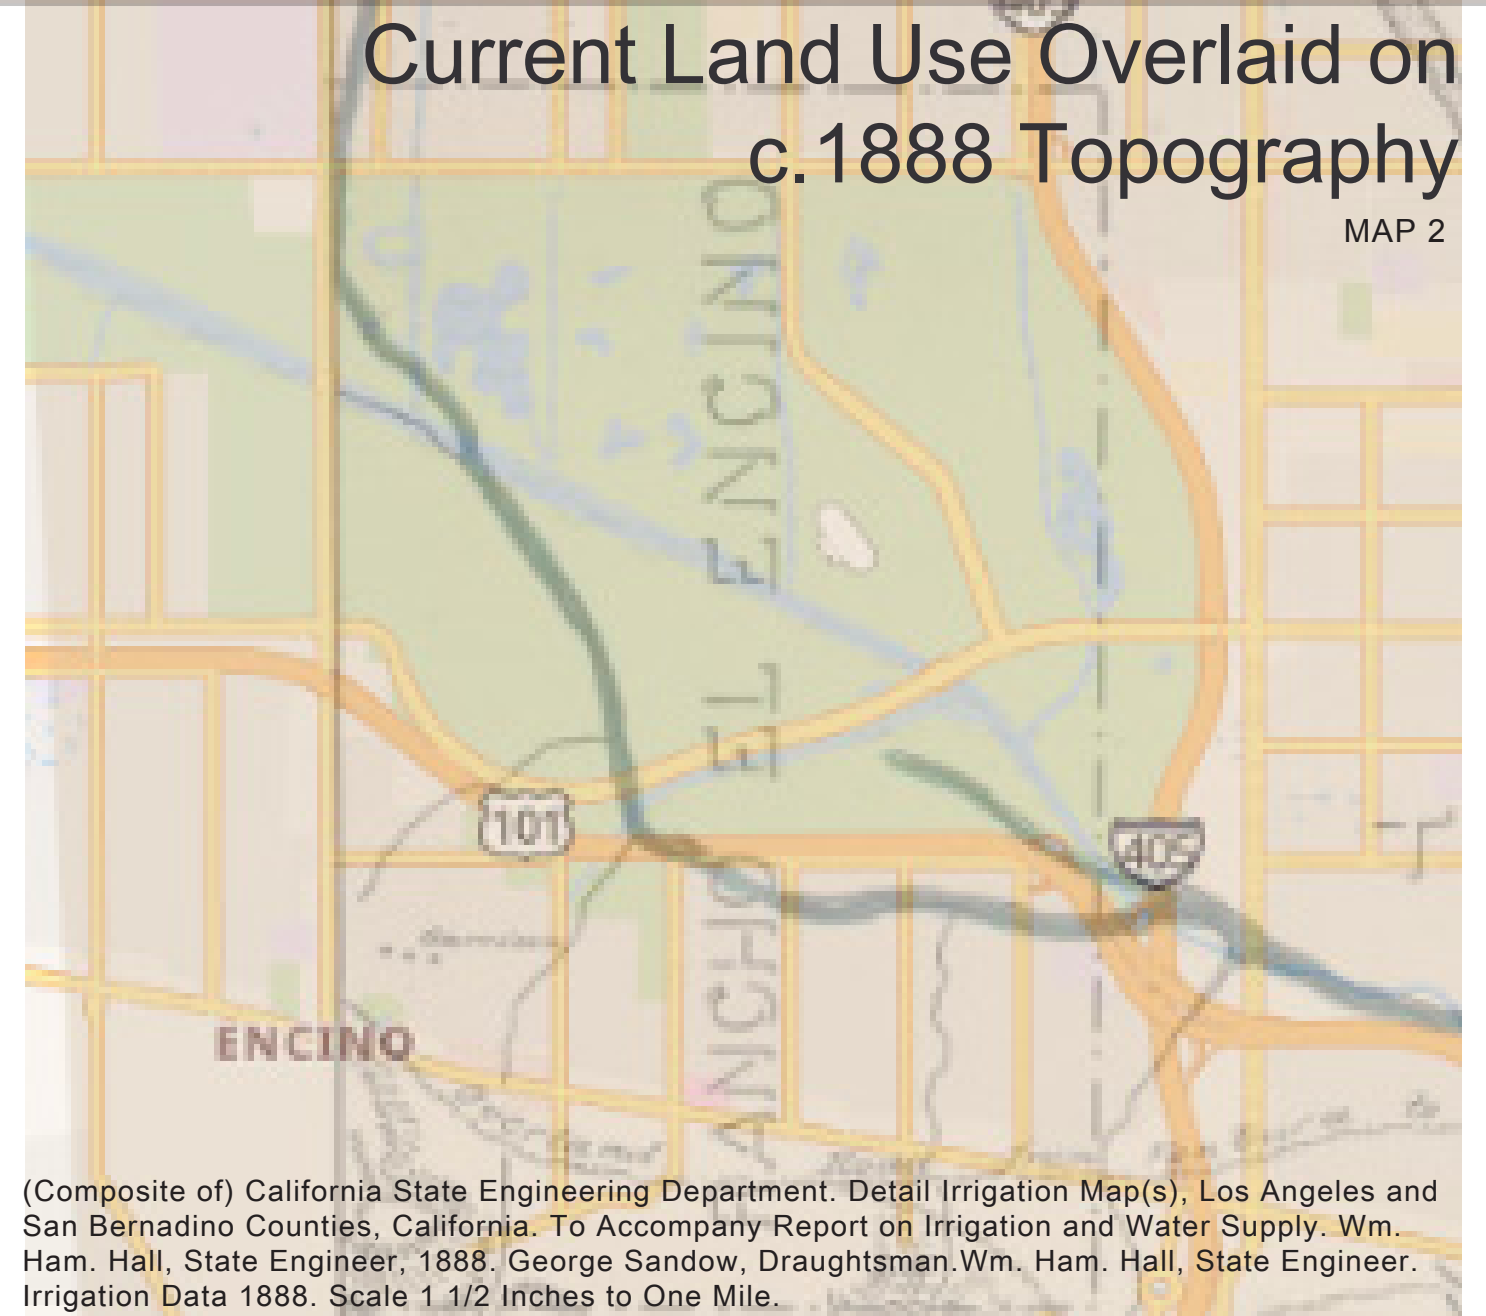 Current Land Use Overlaid on
c.1888 Topography
MAP 2
RANCHO EL ENCINO
101
405
ENCINO
(Composite of) California State Engineering Department. Detail Irrigation Map(s), Los Angeles and
San Bernadino Counties, California. To Accompany Report on Irrigation and Water Supply. Wm.
Ham. Hall, State Engineer, 1888. George Sandow, Draughtsman.Wm. Ham. Hall, State Engineer.
Irrigation Data 1888. Scale 1 1/2 Inches to One Mile.